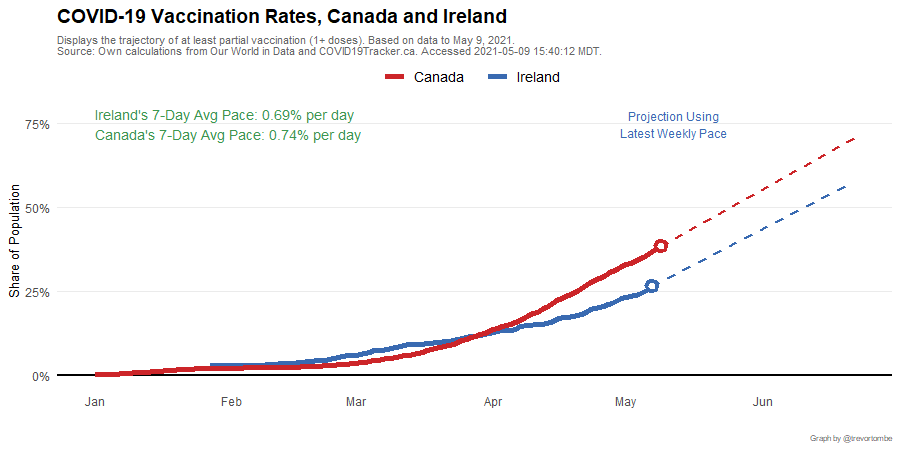 COVID-19 Vaccination Rates, Canada and Ireland
Displays the trajectory of at least partial vaccination (1+ doses). Based on data to May 9, 2021.
Source: Own calculations from Our World in Data and COVID19Tracker.ca. Accessed 2021-05-09 15:40:12 MDT.
Canada Ireland
Ireland's 7-Day Avg Pace: 0.69% per day
Canada's 7-Day Avg Pace: 0.74% per day
Projection Using
Latest Weekly Pace
Share of Population
75%
50%
25%
0%
Jan Feb Mar Apr May Jun
Graph by @trevortombe